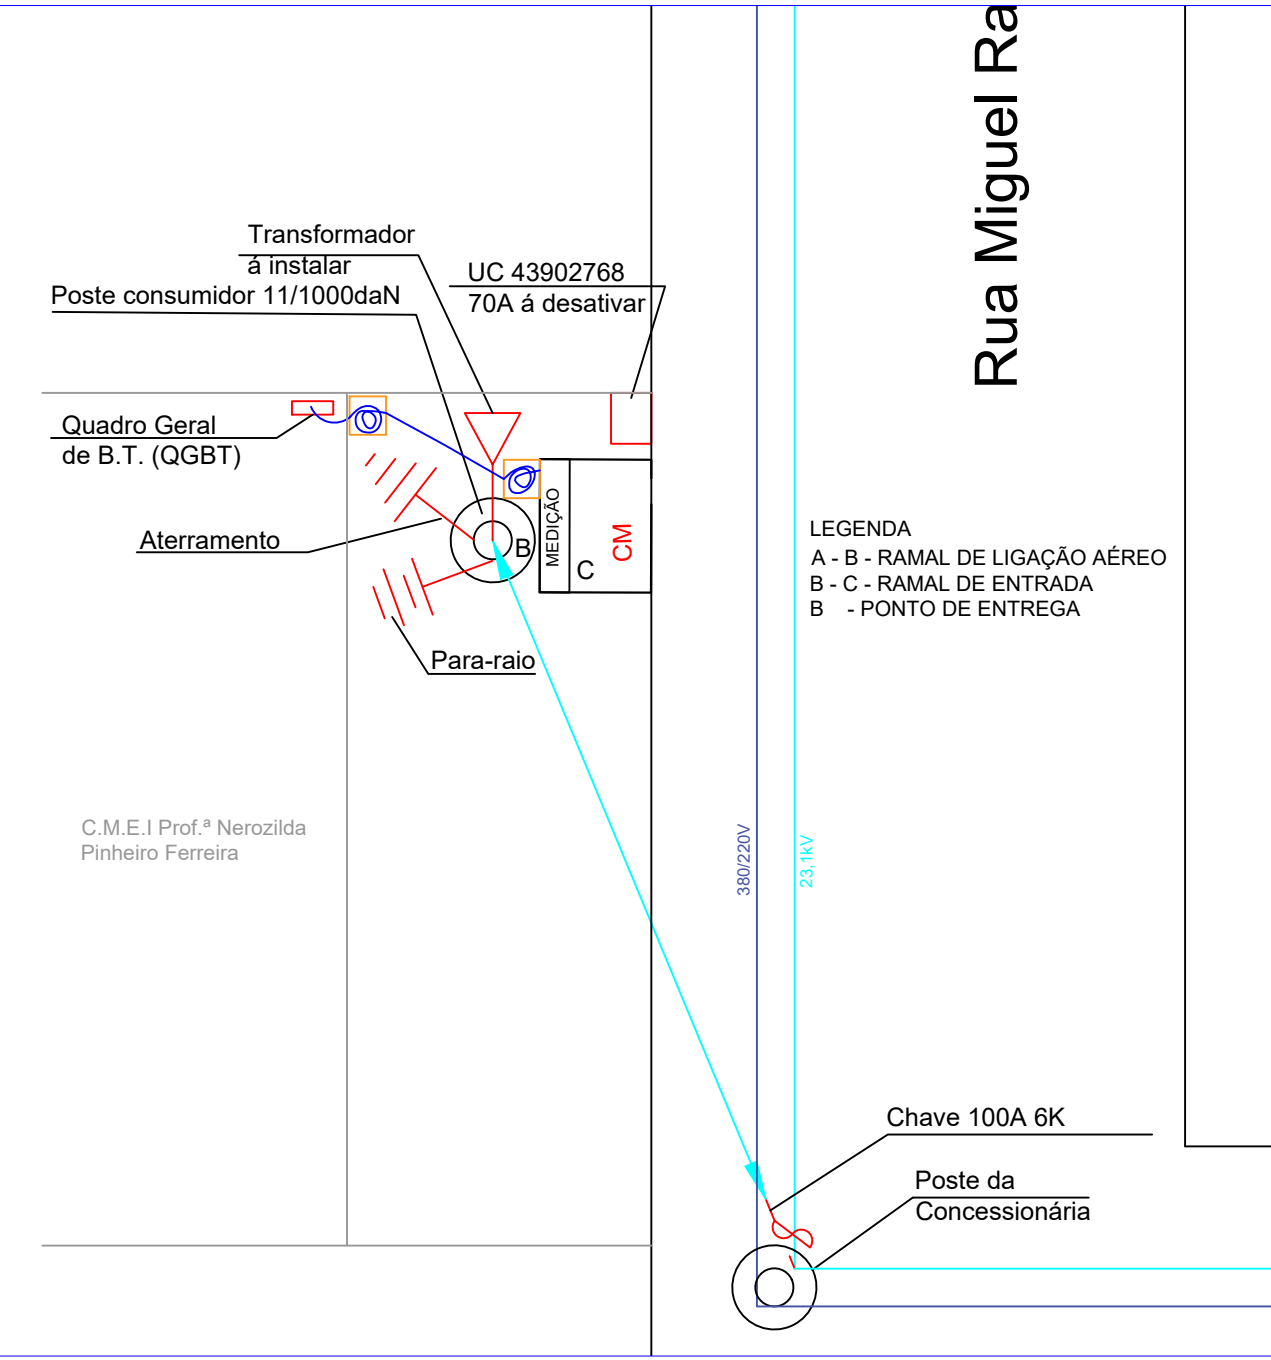 Rua Miguel Ra
Transformador
á instalar
Poste consumidor 11/1000daN
UC 43902768
70A á desativar
Quadro Geral
de B.T. (QGBT)
Aterramento
B
MEDIÇÃO
C
CM
Para-raio
LEGENDA
A - B - RAMAL DE LIGAÇÃO AÉREO
B - C - RAMAL DE ENTRADA
B - PONTO DE ENTREGA
C.M.E.I Prof.ª Nerozilda
Pinheiro Ferreira
380/220V
23,1kV
Chave 100A 6K
Poste da
Concessionária